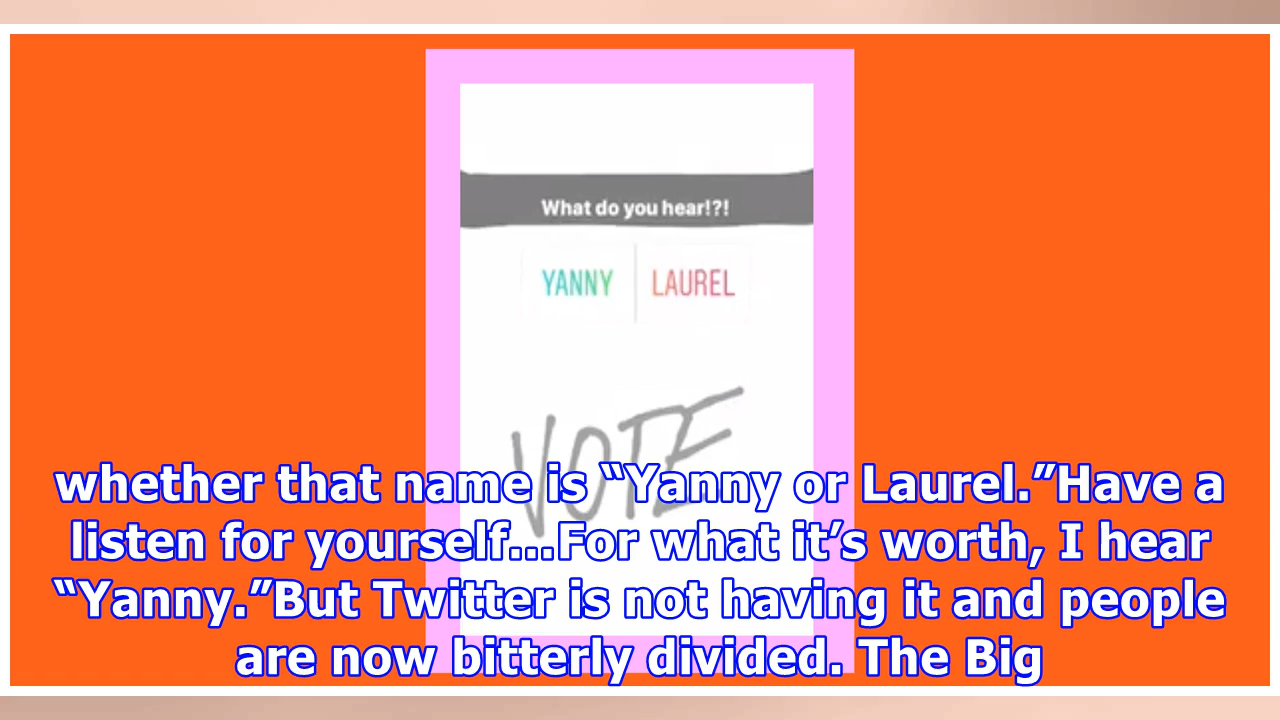 What do you hear!?!
YANNY LAUREL
VOTE
whether that name is “Yanny or Laurel.”Have a
listen for yourself...For what it’s worth, I hear
“Yanny.”But Twitter is not having it and people
are now bitterly divided. The Big